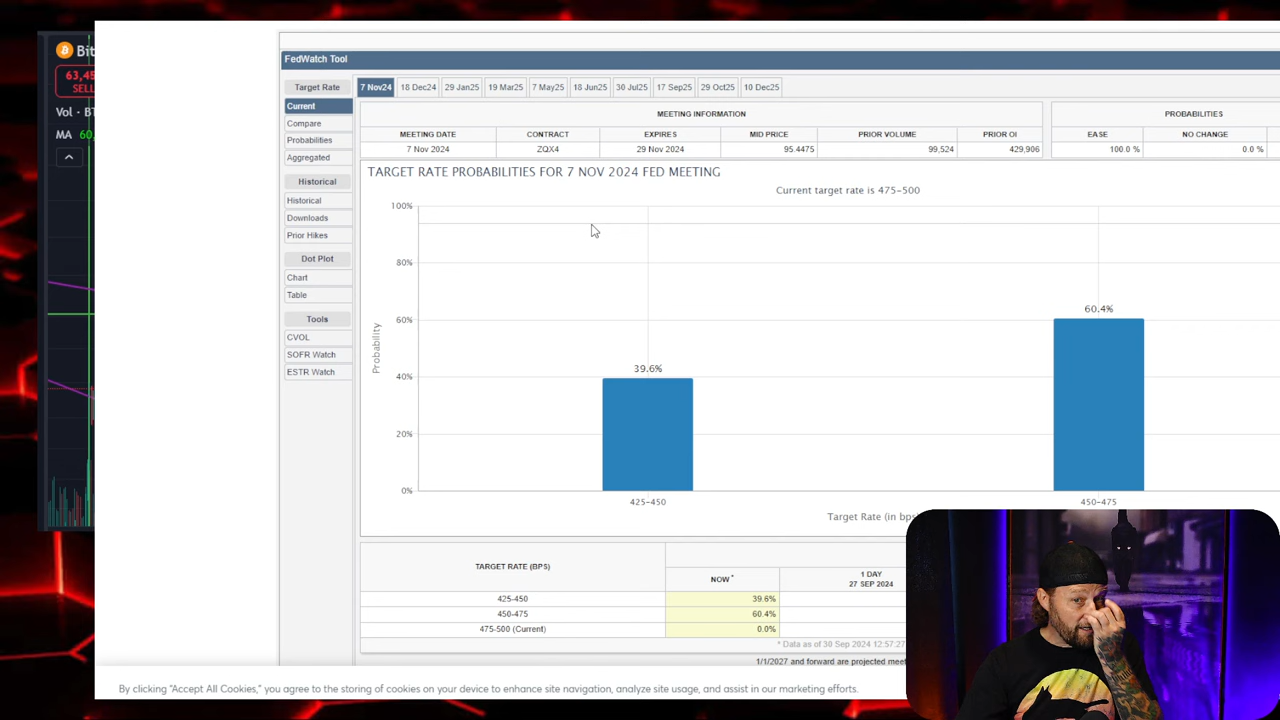 Bit
63,45
SELL
Vol · BT
MA 60,
FedWatch Tool
Target Rate
Current
Compare
Probabilities
Aggregated
Historical
Historical
Downloads
Prior Hikes
Dot Plot
Chart
Table
Tools
CVOL
SOFR Watch
ESTR Watch
7 Nov24 18 Dec24 29 Jan25 19 Mar25 7 May25 18 Jun25 30 Jul25 17 Sep25 29 Oct25 10 Dec25
MEETING INFORMATION
MEETING DATE CONTRACT EXPIRES MID PRICE PRIOR VOLUME PRIOR OI
7 Nov 2024 ZQX4 29 Nov 2024 95.4475 99,524 429,906
PROBABILITIES
EASE NO CHANGE
100.0 % 0.0 %
TARGET RATE PROBABILITIES FOR 7 NOV 2024 FED MEETING
Current target rate is 475–500
100%
80%
60%
40%
20%
0%
Probability
39.6%
60.4%
425–450
450–475
Target Rate (in bps
TARGET RATE (BPS)
NOW *
1 DAY
27 SEP 2024
425-450 39.6%
450-475 60.4%
475-500 (Current) 0.0%
* Data as of 30 Sep 2024 12:57:27
1/1/2027 and forward are projected meet
By clicking "Accept All Cookies," you agree to the storing of cookies on your device to enhance site navigation, analyze site usage, and assist in our marketing efforts.